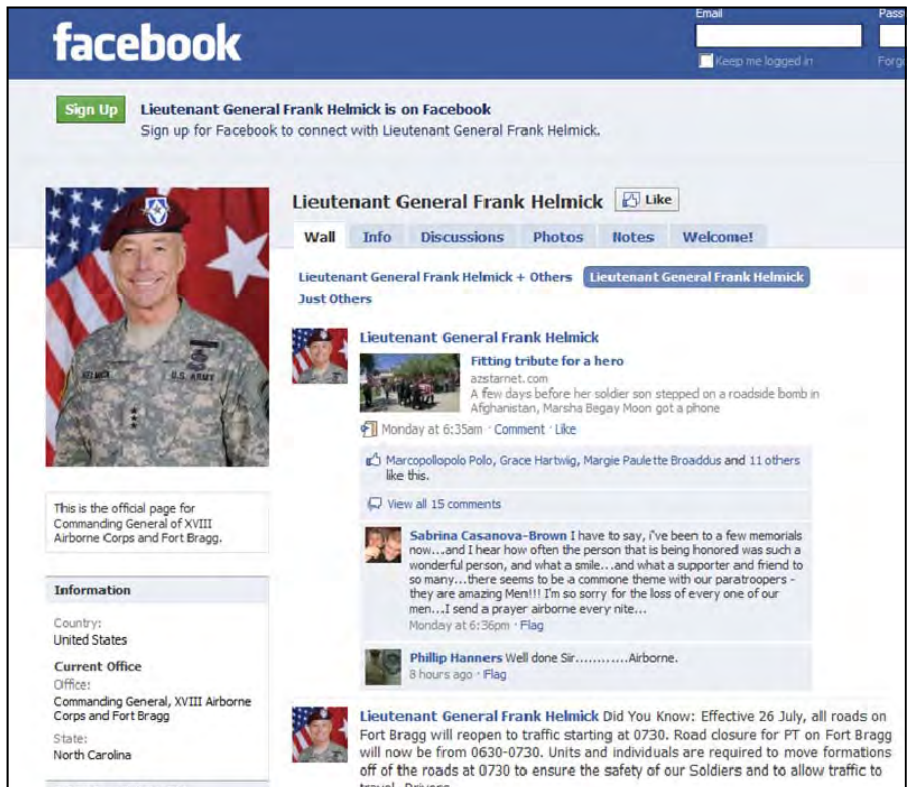 Email
Pass
facebook
Keep me logged in
Forg
Sign Up
Lieutenant General Frank Helmick is on Facebook
Sign up for Facebook to connect with Lieutenant General Frank Helmick.
Lieutenant General Frank Helmick
Like
Wall Info Discussions Photos Notes Welcome!
Lieutenant General Frank Helmick + Others Lieutenant General Frank Helmick
Just Others
HELMICK U.S. ARMY
This is the official page for
Commanding General of XVIII
Airborne Corps and Fort Bragg.
Information
Country:
United States
Current Office
Office:
Commanding General, XVIII Airborne
Corps and Fort Bragg
State:
North Carolina
Lieutenant General Frank Helmick
Fitting tribute for a hero
azstarnet.com
A few days before her soldier son stepped on a roadside bomb in
Afghanistan, Marsha Begay Moon got a phone
Monday at 6:35am · Comment · Like
Marcopollopolo Polo, Grace Hartwig, Margie Paulette Broaddus and 11 others
like this.
View all 15 comments
Sabrina Casanova-Brown I have to say, i've been to a few memorials
now...and I hear how often the person that is being honored was such a
wonderful person, and what a smile...and what a supporter and friend to
so many...there seems to be a commone theme with our paratroopers -
they are amazing Men!!! I'm so sorry for the loss of every one of our
men...I send a prayer airborne every nite...
Monday at 6:36pm · Flag
Phillip Hanners Well done Sir............Airborne.
8 hours ago · Flag
Lieutenant General Frank Helmick Did You Know: Effective 26 July, all roads on
Fort Bragg will reopen to traffic starting at 0730. Road closure for PT on Fort Bragg
will now be from 0630-0730. Units and individuals are required to move formations
off of the roads at 0730 to ensure the safety of our Soldiers and to allow traffic to